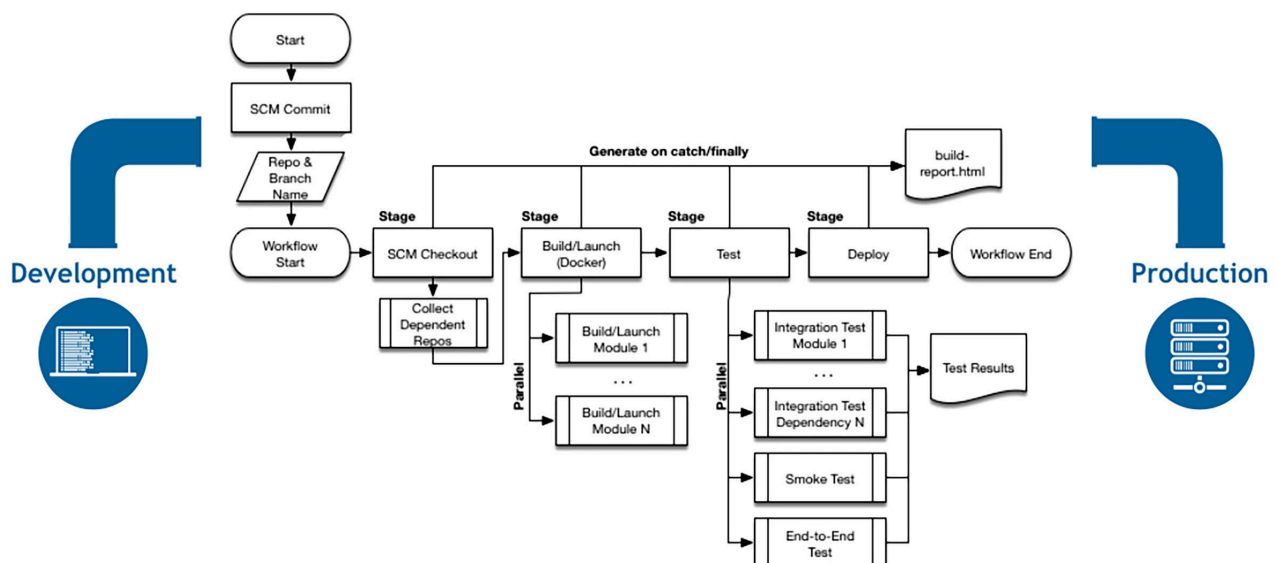 Start
SCM Commit
Repo &
Branch
Name
Generate on catch/finally
build-
report.html
Stage
Stage
Stage
Stage
Workflow
Start
SCM Checkout
Build/Launch
(Docker)
Test
Deploy
Workflow End
Development
Production
Collect
Dependent
Repos
Parallel
Build/Launch
Module 1
...
Build/Launch
Module N
Parallel
Integration Test
Module 1
...
Integration Test
Dependency N
Smoke Test
End-to-End
Test
Test Results